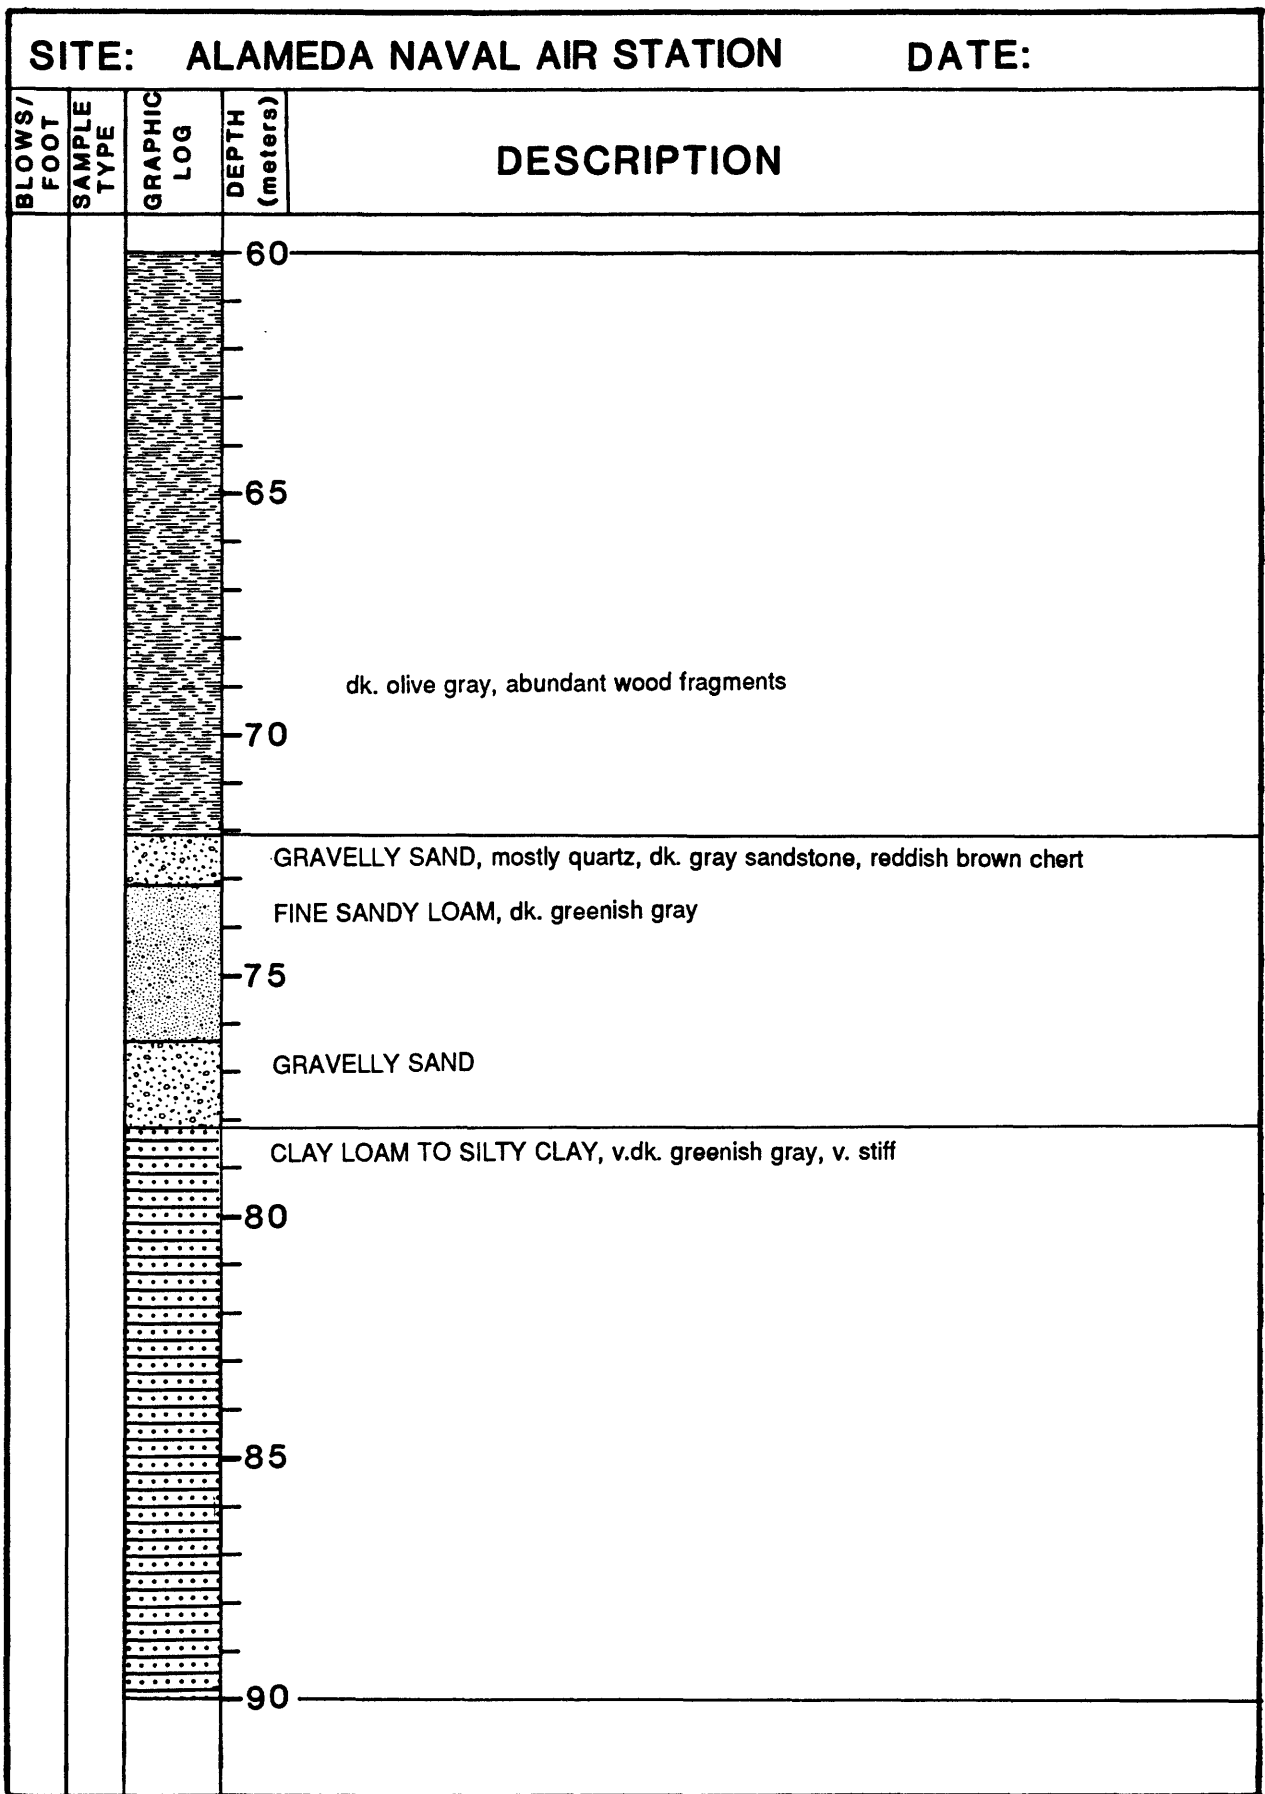 SITE: ALAMEDA NAVAL AIR STATION DATE:
BLOWS/
FOOT
SAMPLE
TYPE
GRAPHIC
LOG
DEPTH
(meters)
DESCRIPTION
60
65
dk. olive gray, abundant wood fragments
70
GRAVELLY SAND, mostly quartz, dk. gray sandstone, reddish brown chert
FINE SANDY LOAM, dk. greenish gray
75
GRAVELLY SAND
CLAY LOAM TO SILTY CLAY, v.dk. greenish gray, v. stiff
80
85
90